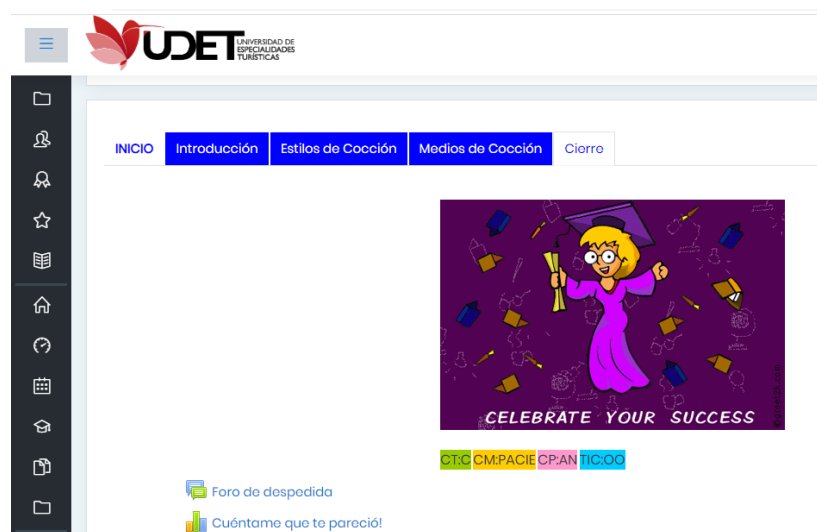 UDET
UNIVERSIDAD DE
ESPECIALIDADES
TURÍSTICAS
INICIO Introducción Estilos de Cocción Medios de Cocción Cierre
CELEBRATE YOUR SUCCESS
CT:C CM:PACIE CP:AN TIC:OO
Foro de despedida
Cuéntame que te pareció!